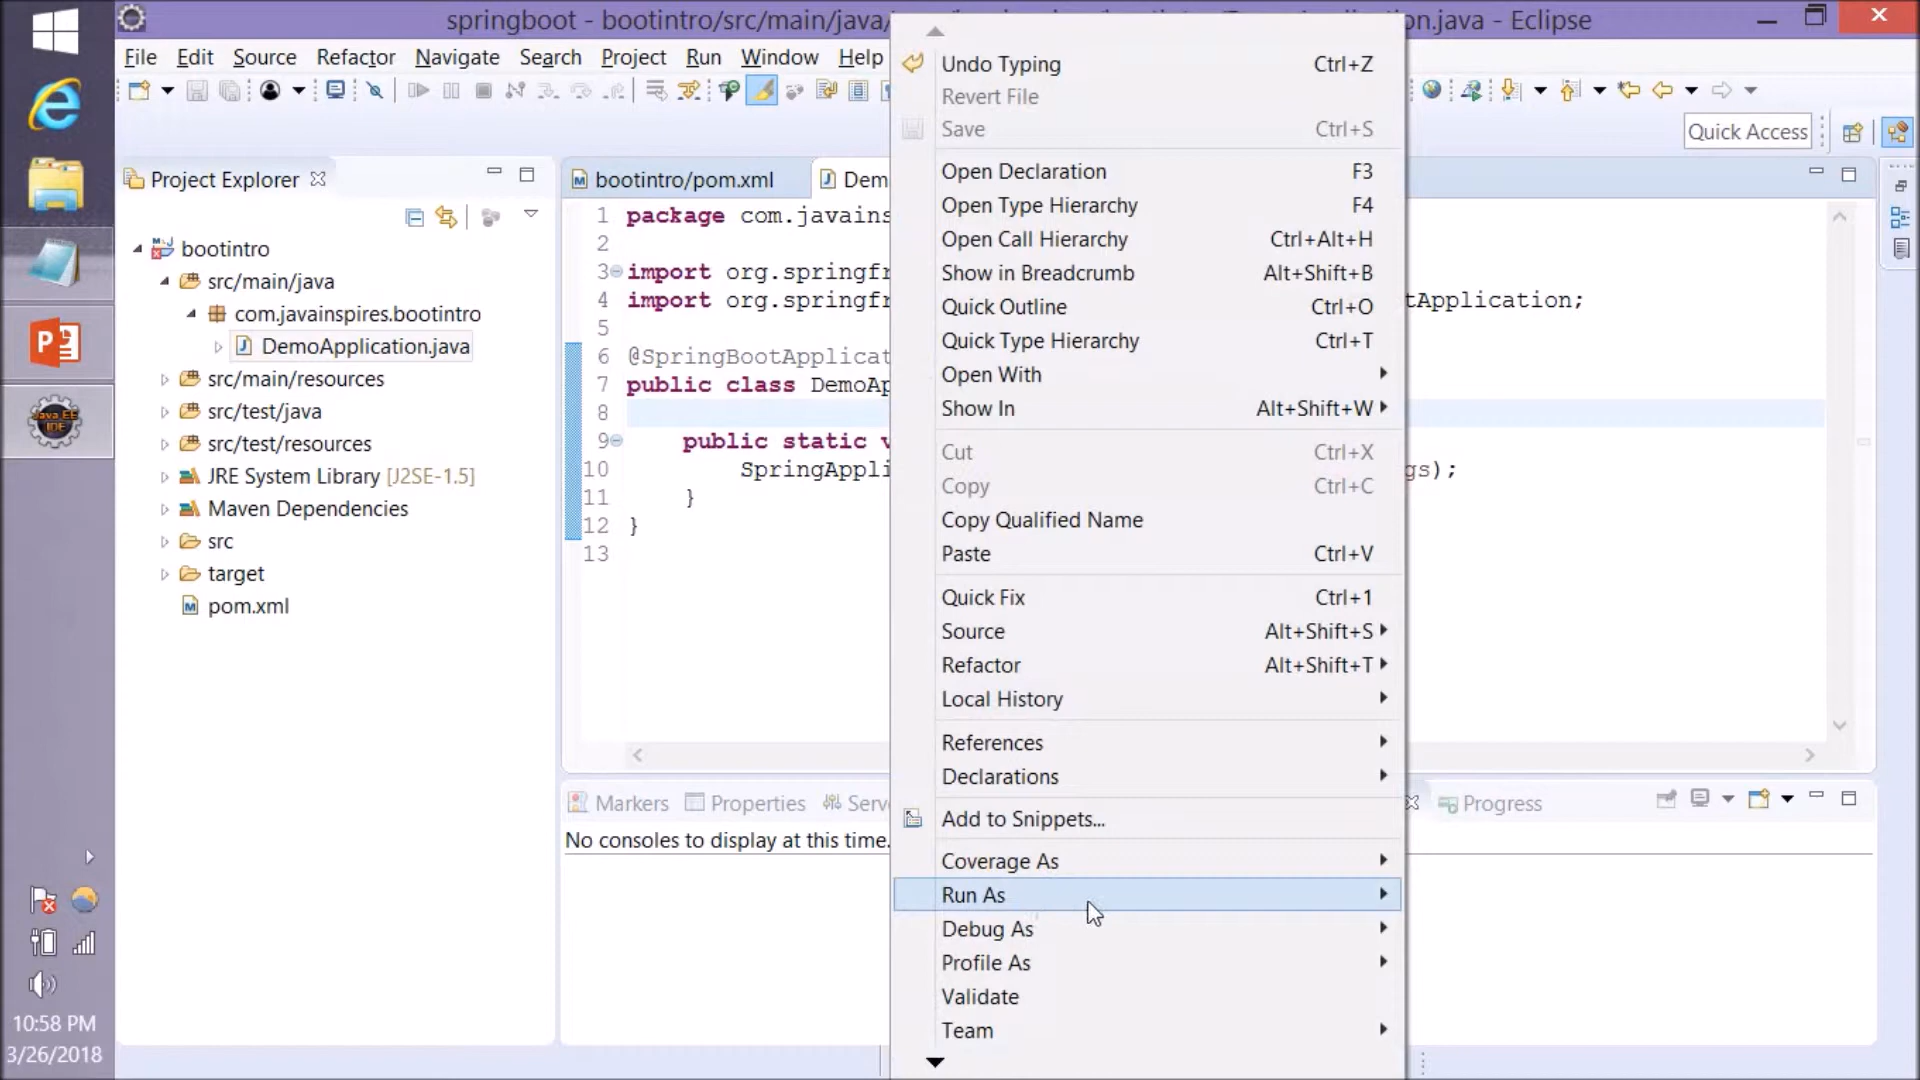 springboot - bootintro/src/main/java/
.java - Eclipse
File Edit Source Refactor Navigate Search Project Run Window Help
Quick Access
Project Explorer
bootintro
src/main/java
com.javainspires.bootintro
DemoApplication.java
src/main/resources
src/test/java
src/test/resources
JRE System Library [J2SE-1.5]
Maven Dependencies
src
target
pom.xml
bootintro/pom.xml
Dem
1 package com.javains
2
3 import org.springfr
4 import org.springfr tApplication;
5
6 @SpringBootApplicat
7 public class DemoAp
8
9 public static v
10 SpringAppli gs);
11 }
12 }
13
Undo Typing Ctrl+Z
Revert File
Save Ctrl+S
Open Declaration F3
Open Type Hierarchy F4
Open Call Hierarchy Ctrl+Alt+H
Show in Breadcrumb Alt+Shift+B
Quick Outline Ctrl+O
Quick Type Hierarchy Ctrl+T
Open With
Show In Alt+Shift+W
Cut Ctrl+X
Copy Ctrl+C
Copy Qualified Name
Paste Ctrl+V
Quick Fix Ctrl+1
Source Alt+Shift+S
Refactor Alt+Shift+T
Local History
References
Declarations
Add to Snippets...
Coverage As
Run As
Debug As
Profile As
Validate
Team
Markers Properties Serv
Progress
No consoles to display at this time.
Java EE
IDE
10:58 PM
3/26/2018